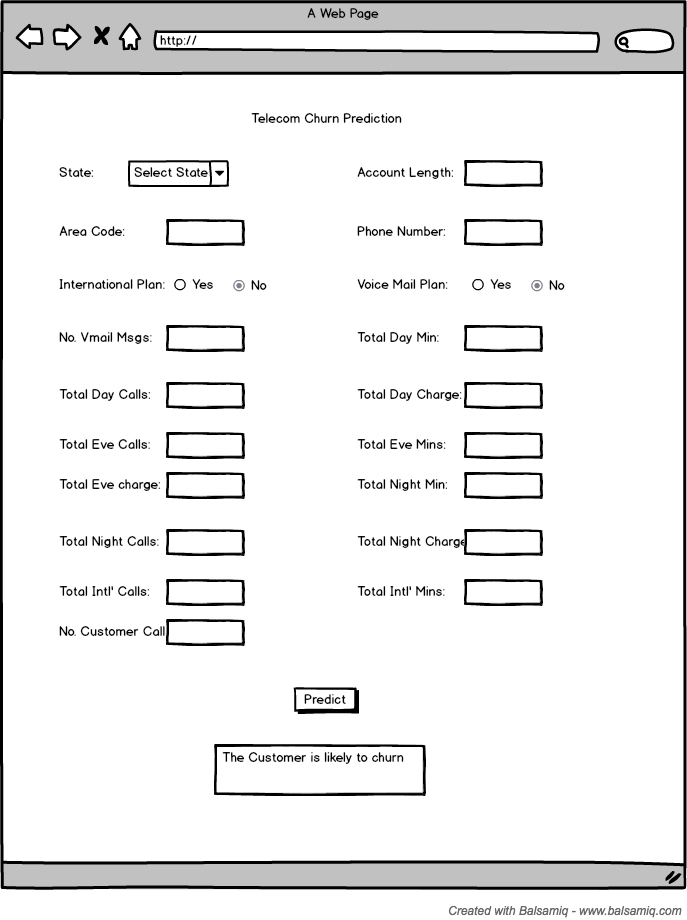 A Web Page
http://
Telecom Churn Prediction
State: Select State Account Length:
Area Code: Phone Number:
International Plan: Yes No Voice Mail Plan: Yes No
No. Vmail Msgs: Total Day Min:
Total Day Calls: Total Day Charge:
Total Eve Calls: Total Eve Mins:
Total Eve charge: Total Night Min:
Total Night Calls: Total Night Charge
Total Intl' Calls: Total Intl' Mins:
No. Customer Call
Predict
The Customer is likely to churn
Created with Balsamiq - www.balsamiq.com